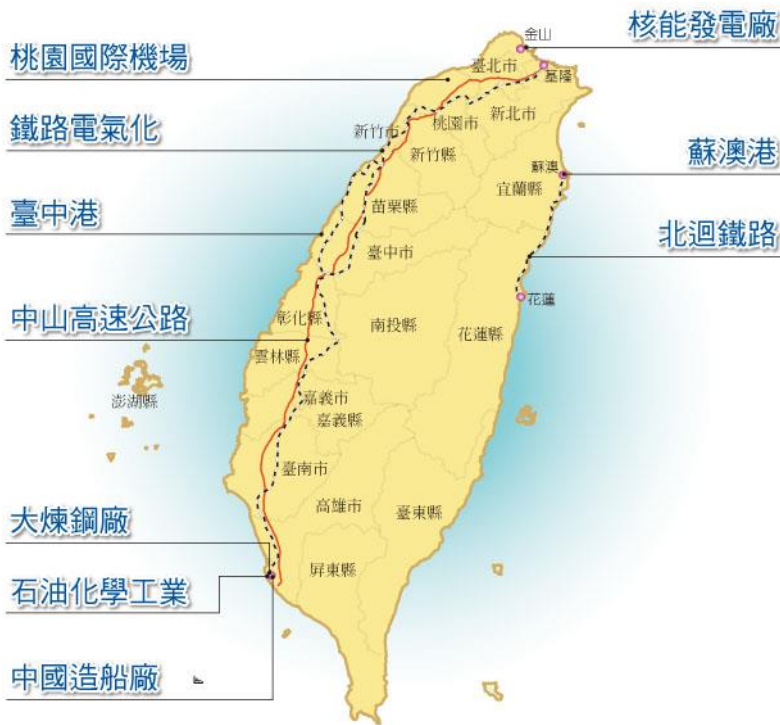 核能發電廠
金山
桃園國際機場
臺北市
基隆
鐵路電氣化
新竹市
桃園市
新北市
新竹縣
蘇澳港
蘇澳
宜蘭縣
苗栗縣
臺中港
北迴鐵路
臺中市
花蓮
中山高速公路
彰化縣
南投縣
花蓮縣
雲林縣
澎湖縣
嘉義市
嘉義縣
臺南市
高雄市
臺東縣
大煉鋼廠
屏東縣
石油化學工業
中國造船廠